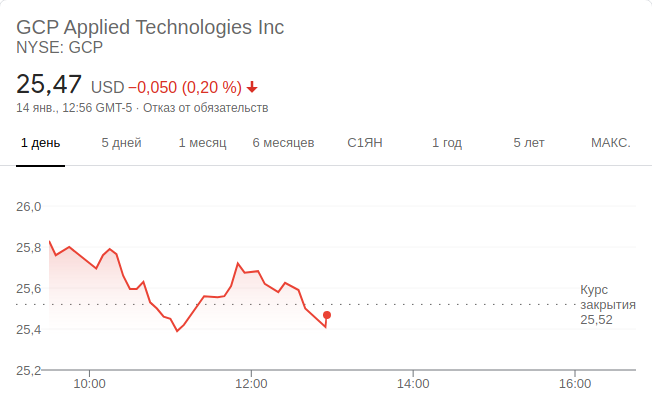 GCP Applied Technologies Inc
NYSE: GCP
25,47 USD −0,050 (0,20 %)
14 янв., 12:56 GMT-5 · Отказ от обязательств
1 день 5 дней 1 месяц 6 месяцев С1ЯН 1 год 5 лет МАКС.
26,0
25,8
25,6
25,4
25,2
Курс
закрытия
25,52
10:00 12:00 14:00 16:00